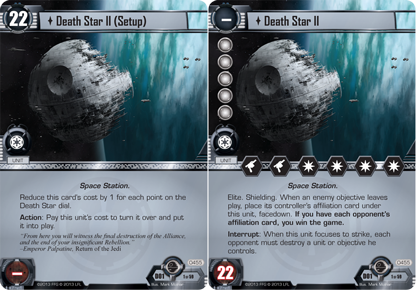 22
Death Star II (Setup)
UNIT
Space Station.
Reduce this card's cost by 1 for each point on the
Death Star dial.
Action: Pay this unit's cost to turn it over and put
it into play.
"From here you will witness the final destruction of the Alliance,
and the end of your insignificant Rebellion."
-Emperor Palpatine, Return of the Jedi
–
001
0455
–
Death Star II
UNIT
Space Station.
Elite. Shielding. When an enemy objective leaves
play, place its controller's affiliation card under
this unit, facedown. If you have each opponent's
affiliation card, you win the game.
Interrupt: When this unit focuses to strike, each
opponent must destroy a unit or objective he
controls.
22
001
0455